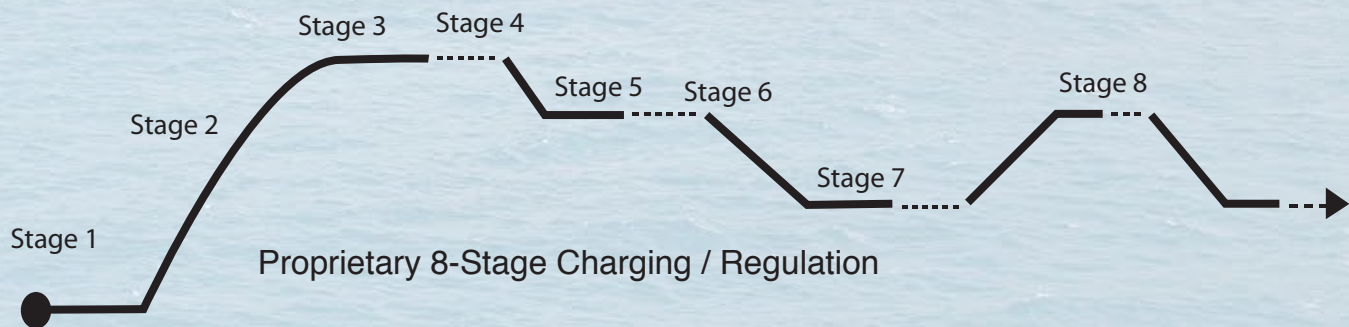 Stage 1
Stage 2
Stage 3
Stage 4
Stage 5
Stage 6
Stage 7
Stage 8
Proprietary 8-Stage Charging / Regulation